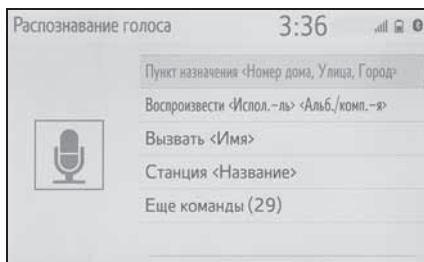 Распознавание голоса 3:36
Пункт назначения <Номер дома, Улица, Город>
Воспроизвести <Испол.-ль> <Альб./комп.-я>
Вызвать <Имя>
Станция <Название>
Еще команды (29)